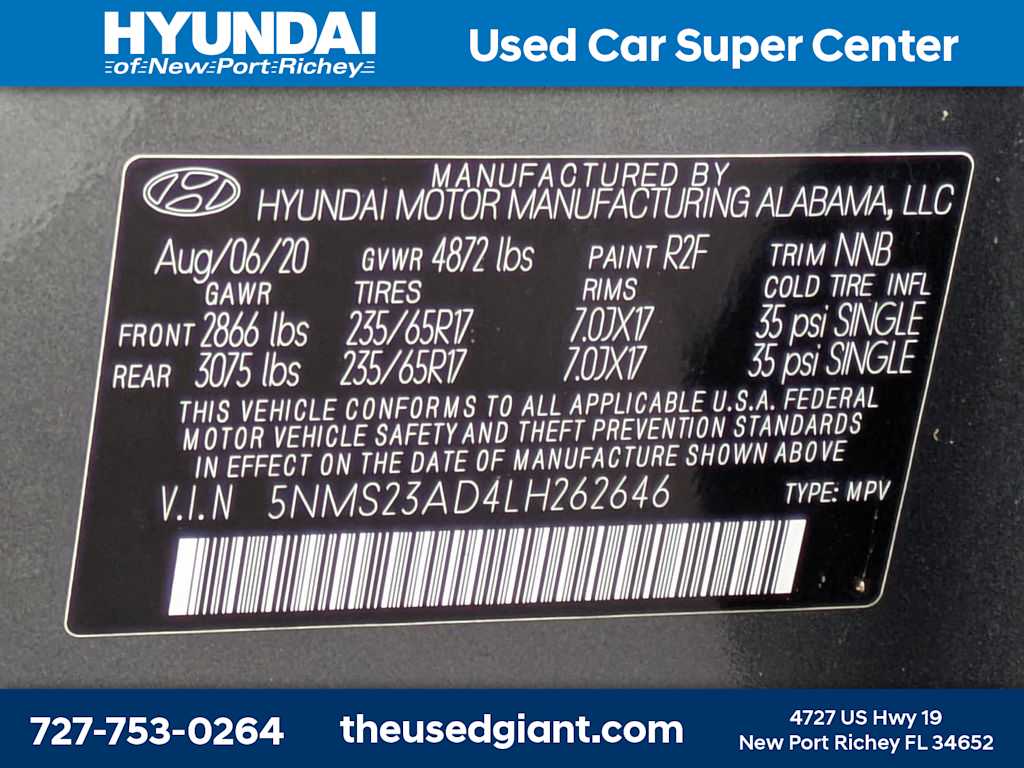 HYUNDAI
of New Port Richey
Used Car Super Center
MANUFACTURED BY
HYUNDAI MOTOR MANUFACTURING ALABAMA, LLC
Aug/06/20 GVWR 4872 lbs PAINT R2F TRIM NNB
GAWR TIRES RIMS COLD TIRE INFL
FRONT 2866 lbs 235/65R17 7.0JX17 35 psi SINGLE
REAR 3075 lbs 235/65R17 7.0JX17 35 psi SINGLE
THIS VEHICLE CONFORMS TO ALL APPLICABLE U.S.A. FEDERAL
MOTOR VEHICLE SAFETY AND THEFT PREVENTION STANDARDS
IN EFFECT ON THE DATE OF MANUFACTURE SHOWN ABOVE
V.I.N 5NMS23AD4LH262646 TYPE: MPV
727-753-0264
theusedgiant.com
4727 US Hwy 19
New Port Richey FL 34652